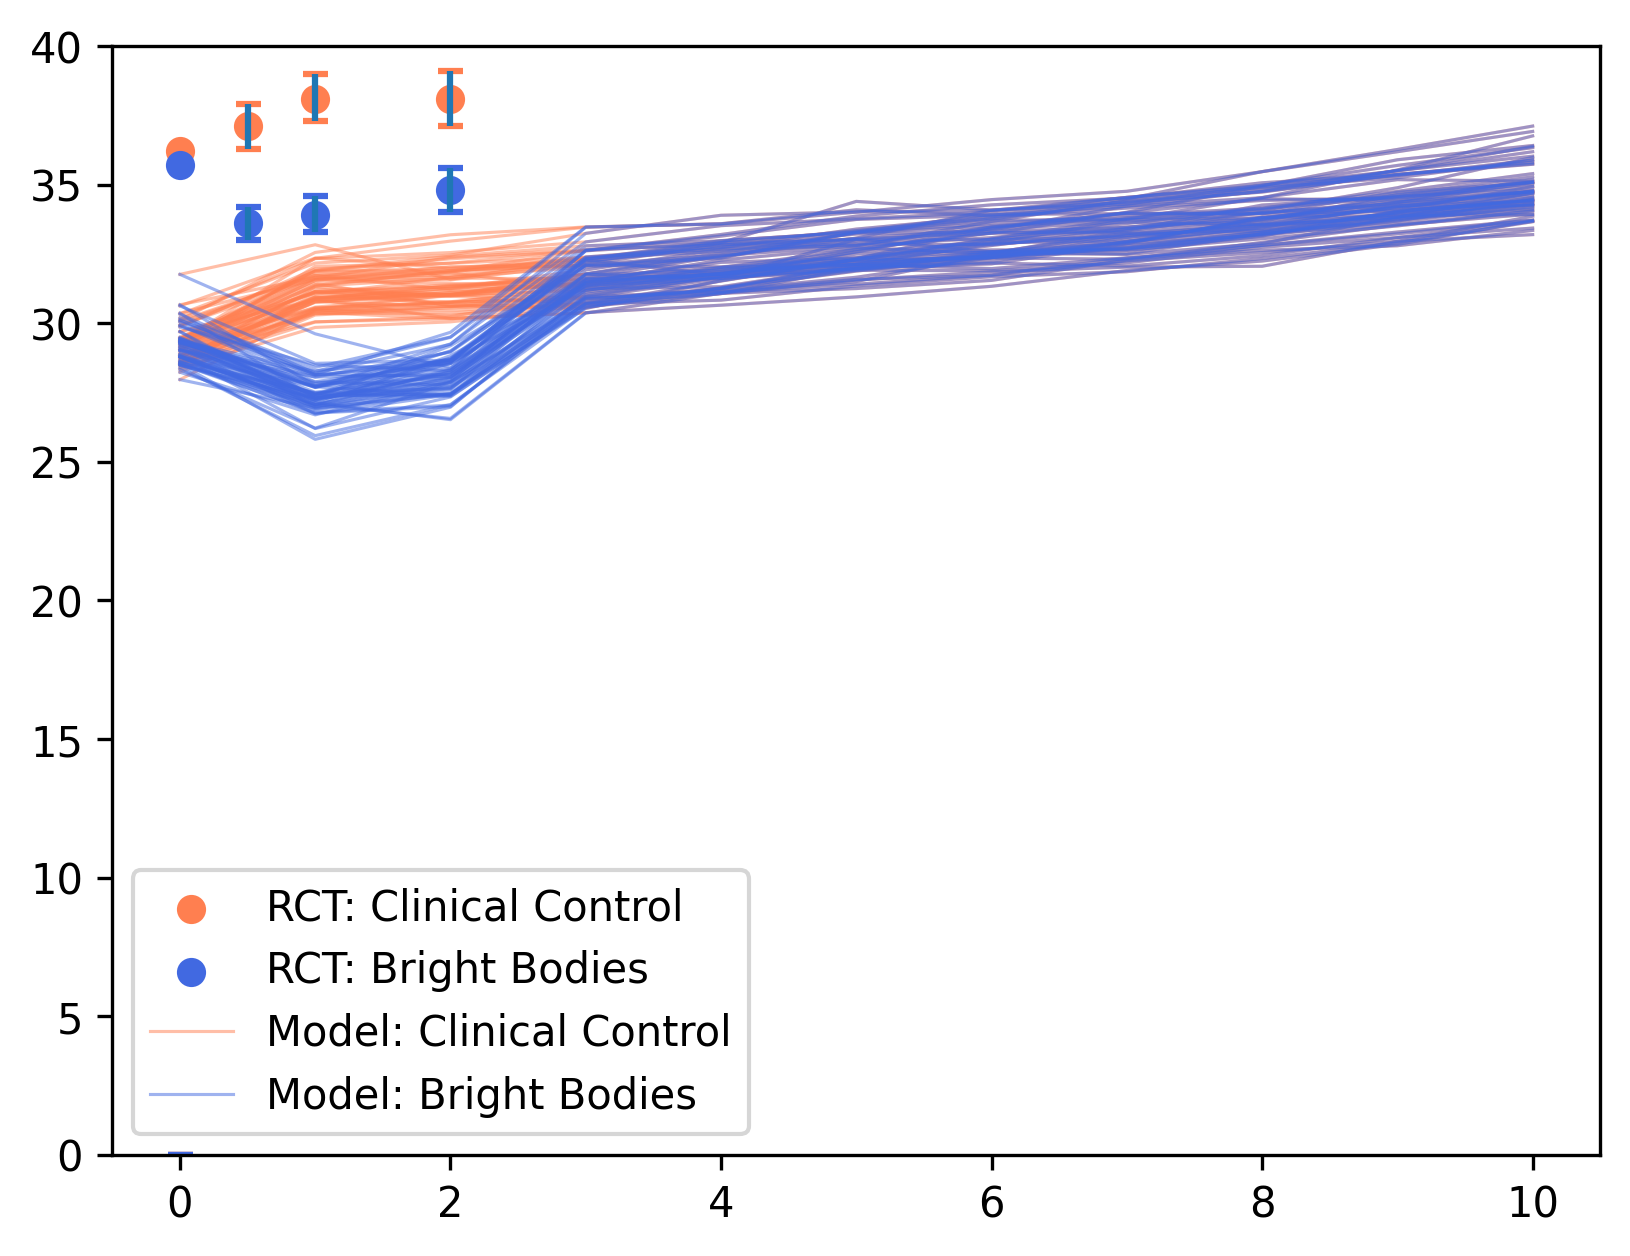 40
35
30
25
20
15
10
5
0
RCT: Clinical Control
RCT: Bright Bodies
Model: Clinical Control
Model: Bright Bodies
0 2 4 6 8 10